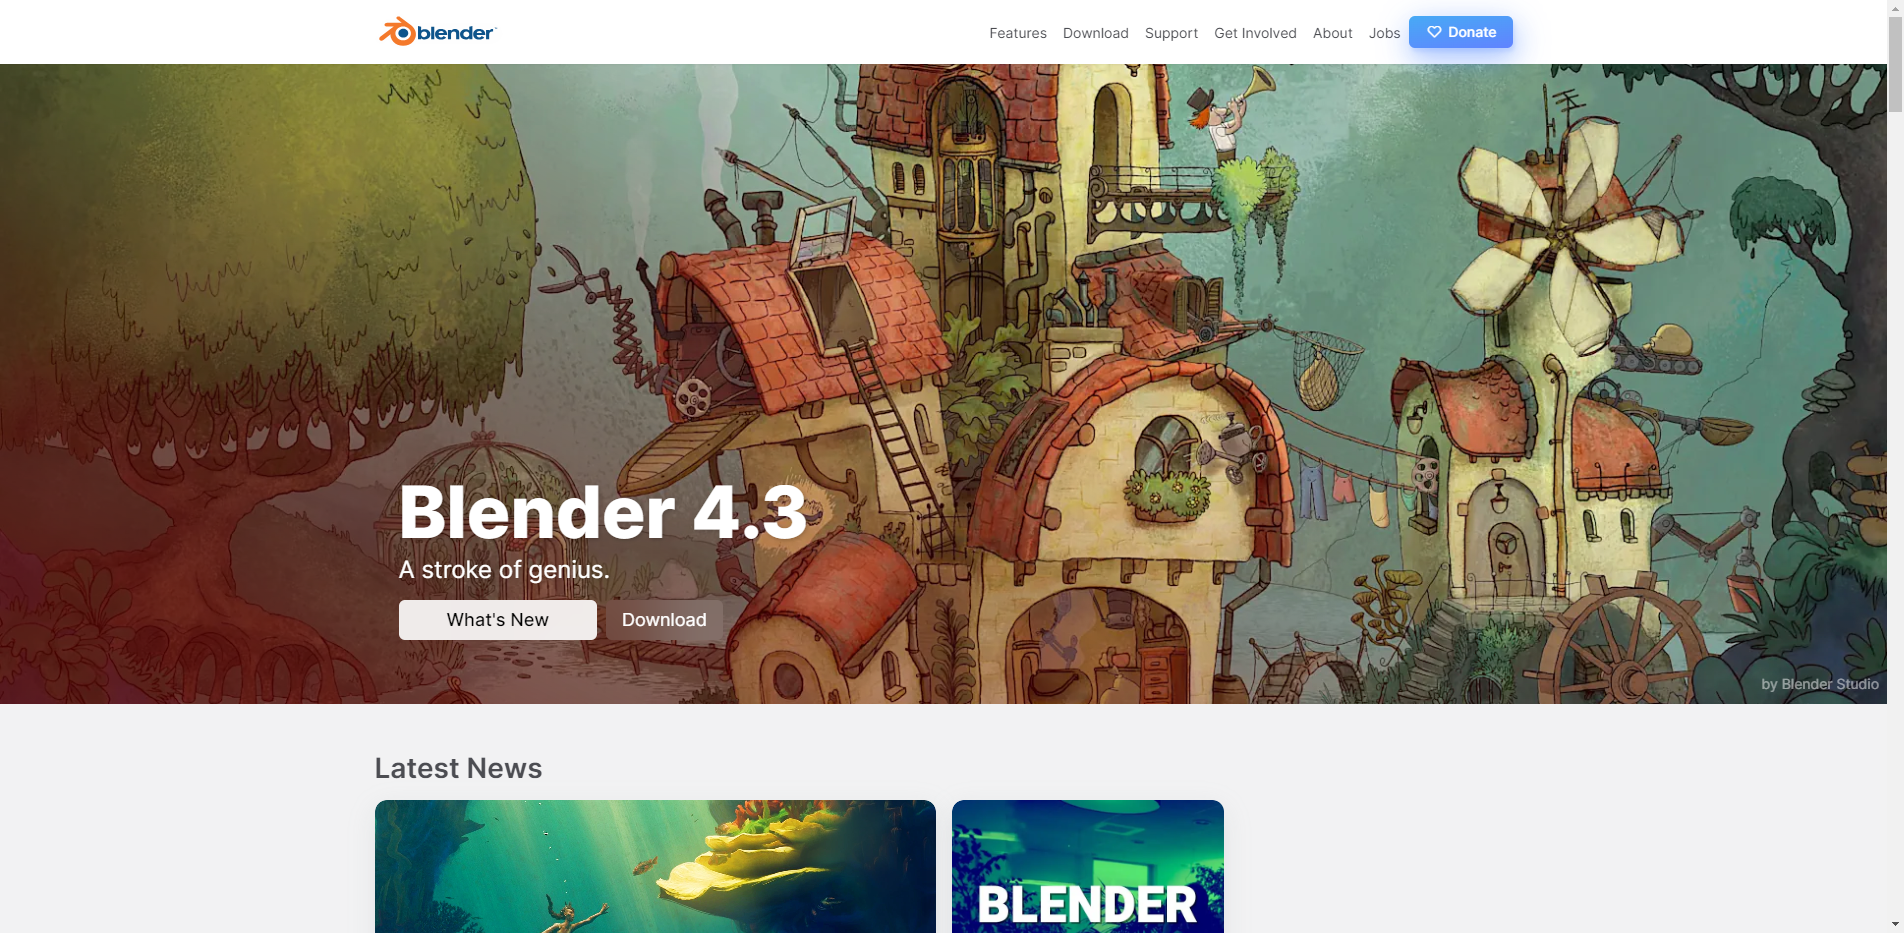 blender
Features Download Support Get Involved About Jobs Donate
Blender 4.3
A stroke of genius.
What's New Download
by Blender Studio
Latest News
BLENDER